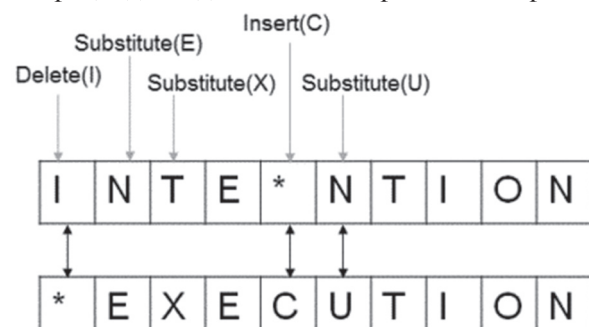 Insert(C)
Substitute(E)
Delete(I)
Substitute(X) Substitute(U)
I N T E * N T I O N
* E X E C U T I O N